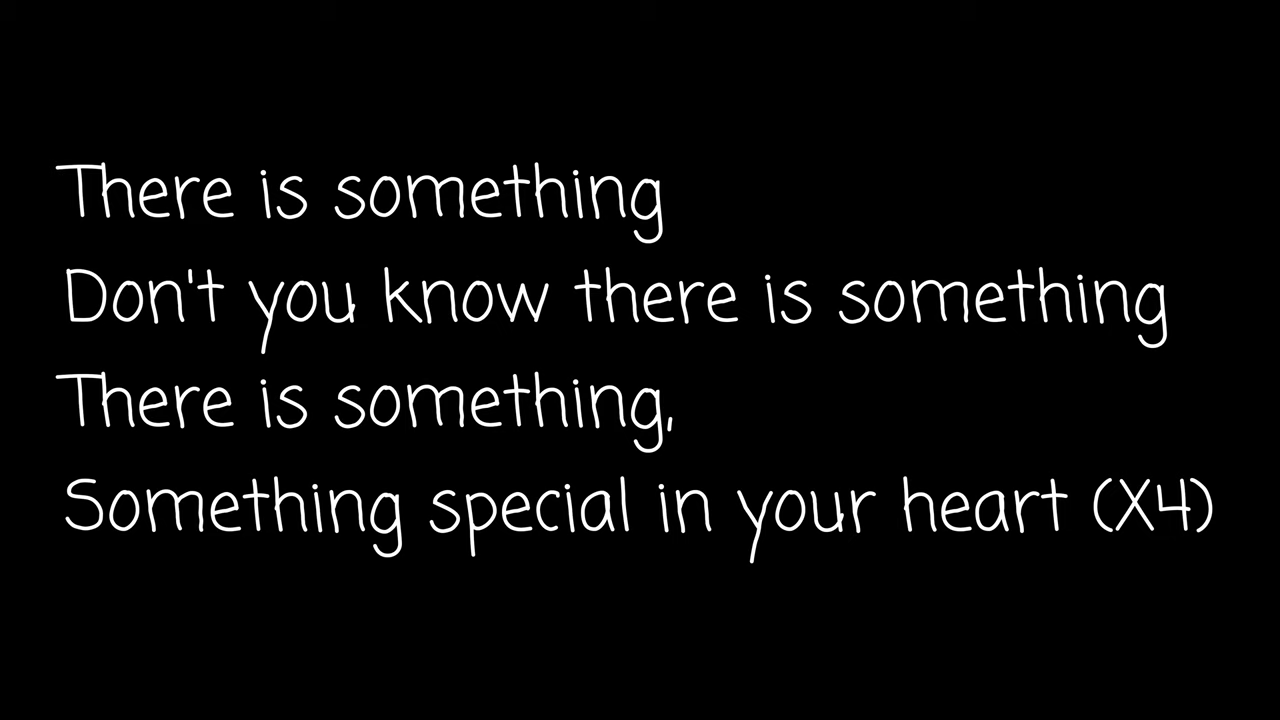 There is something
Don't you know there is something
There is something,
Something special in your heart (X4)